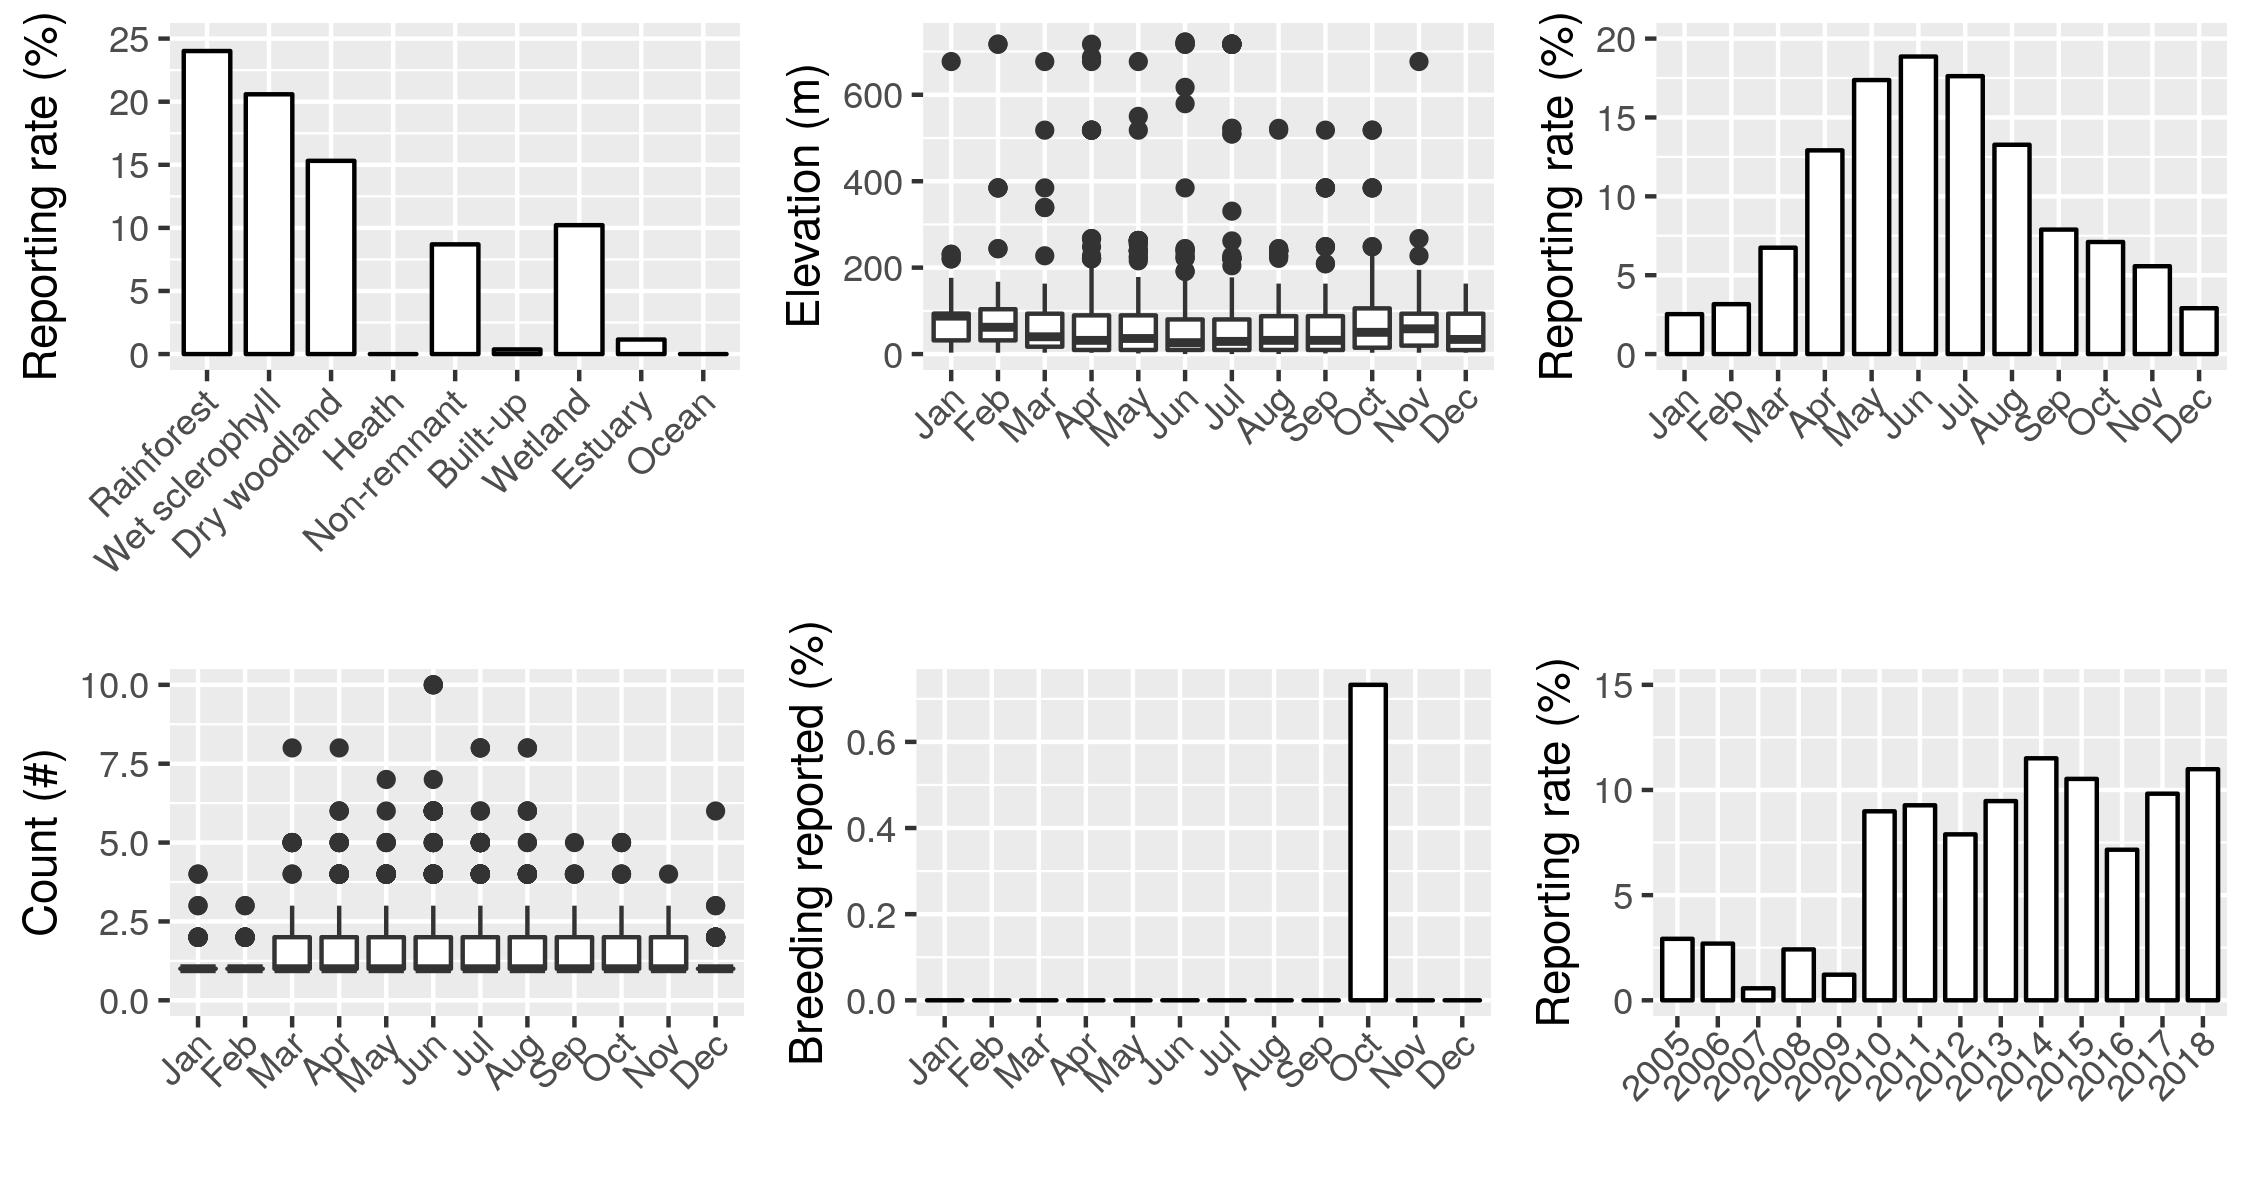 Reporting rate (%)
25
20
15
10
5
0
Rainforest
Wet sclerophyll
Dry woodland
Heath
Non-remnant
Built-up
Wetland
Estuary
Ocean
Elevation (m)
600
400
200
0
Jan
Feb
Mar
Apr
May
Jun
Jul
Aug
Sep
Oct
Nov
Dec
Reporting rate (%)
20
15
10
5
0
Jan
Feb
Mar
Apr
May
Jun
Jul
Aug
Sep
Oct
Nov
Dec
Count (#)
10.0
7.5
5.0
2.5
0.0
Jan
Feb
Mar
Apr
May
Jun
Jul
Aug
Sep
Oct
Nov
Dec
Breeding reported (%)
0.6
0.4
0.2
0.0
Jan
Feb
Mar
Apr
May
Jun
Jul
Aug
Sep
Oct
Nov
Dec
Reporting rate (%)
15
10
5
0
2005
2006
2007
2008
2009
2010
2011
2012
2013
2014
2015
2016
2017
2018